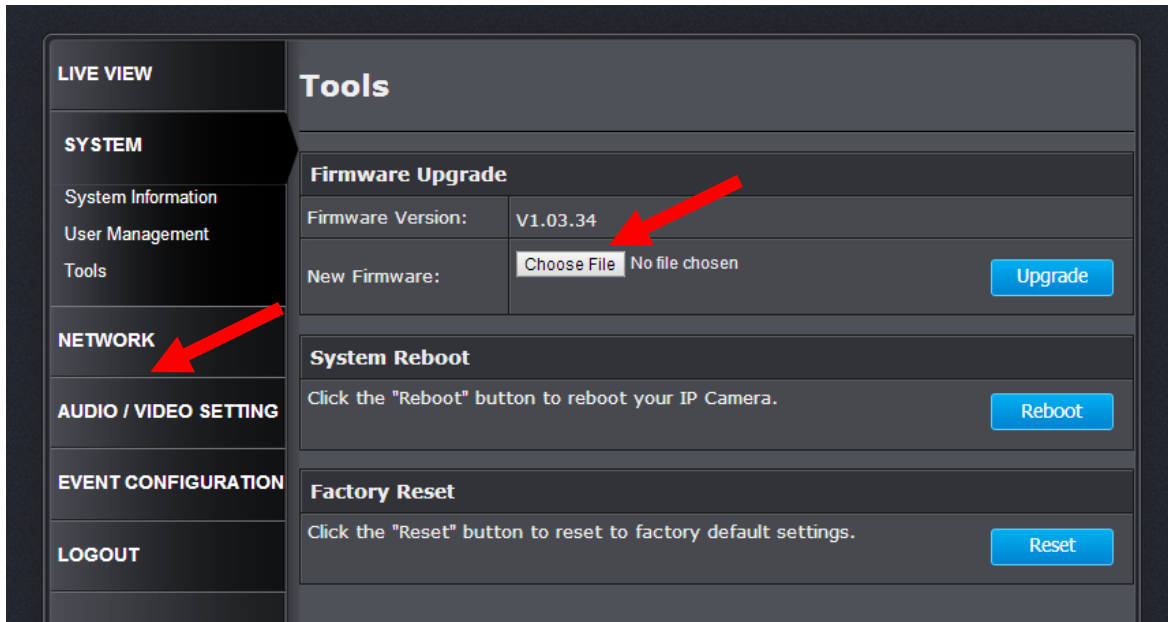 LIVE VIEW
SYSTEM
System Information
User Management
Tools
NETWORK
AUDIO / VIDEO SETTING
EVENT CONFIGURATION
LOGOUT
Tools
Firmware Upgrade
Firmware Version: V1.03.34
New Firmware: Choose File No file chosen Upgrade
System Reboot
Click the "Reboot" button to reboot your IP Camera. Reboot
Factory Reset
Click the "Reset" button to reset to factory default settings. Reset